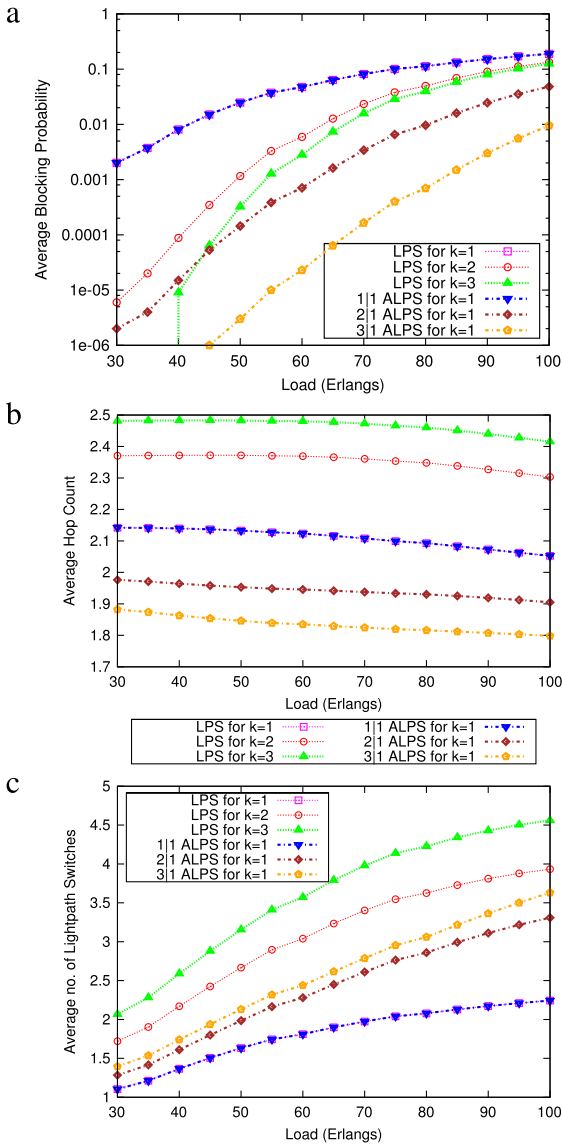 a
Average Blocking Probability
1
0.1
0.01
0.001
0.0001
1e-05
1e-06
LPS for k=1
LPS for k=2
LPS for k=3
1|1 ALPS for k=1
2|1 ALPS for k=1
3|1 ALPS for k=1
30 40 50 60 70 80 90 100
Load (Erlangs)
b
Average Hop Count
2.5
2.4
2.3
2.2
2.1
2
1.9
1.8
1.7
30 40 50 60 70 80 90 100
Load (Erlangs)
LPS for k=1 1|1 ALPS for k=1
LPS for k=2 2|1 ALPS for k=1
LPS for k=3 3|1 ALPS for k=1
c
Average no. of Lightpath Switches
5
4.5
4
3.5
3
2.5
2
1.5
1
LPS for k=1
LPS for k=2
LPS for k=3
1|1 ALPS for k=1
2|1 ALPS for k=1
3|1 ALPS for k=1
30 40 50 60 70 80 90 100
Load (Erlangs)